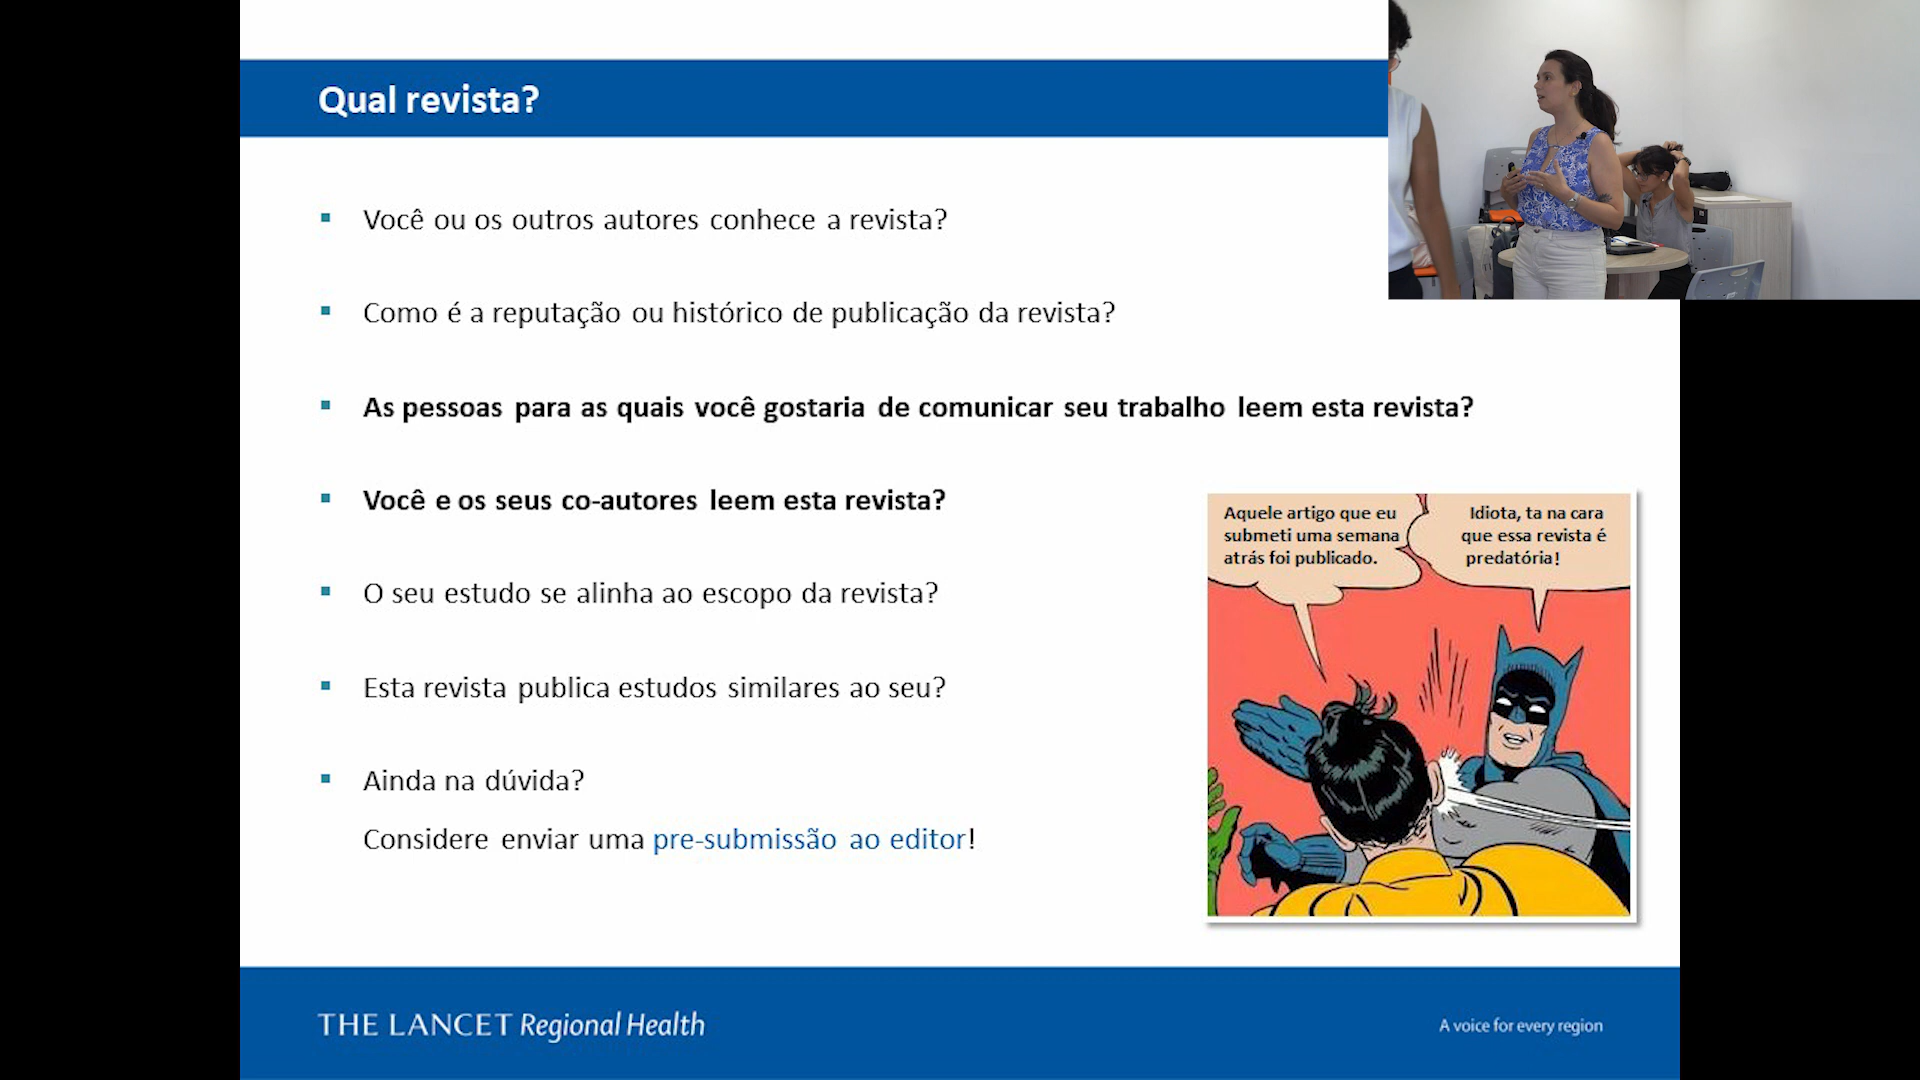 Qual revista?
Você ou os outros autores conhece a revista?
Como é a reputação ou histórico de publicação da revista?
As pessoas para as quais você gostaria de comunicar seu trabalho leem esta revista?
Você e os seus co-autores leem esta revista?
O seu estudo se alinha ao escopo da revista?
Esta revista publica estudos similares ao seu?
Ainda na dúvida?
Considere enviar uma pre-submissão ao editor!
Aquele artigo que eu
submeti uma semana
atrás foi publicado.
Idiota, ta na cara
que essa revista é
predatória!
THE LANCET Regional Health
A voice for every region